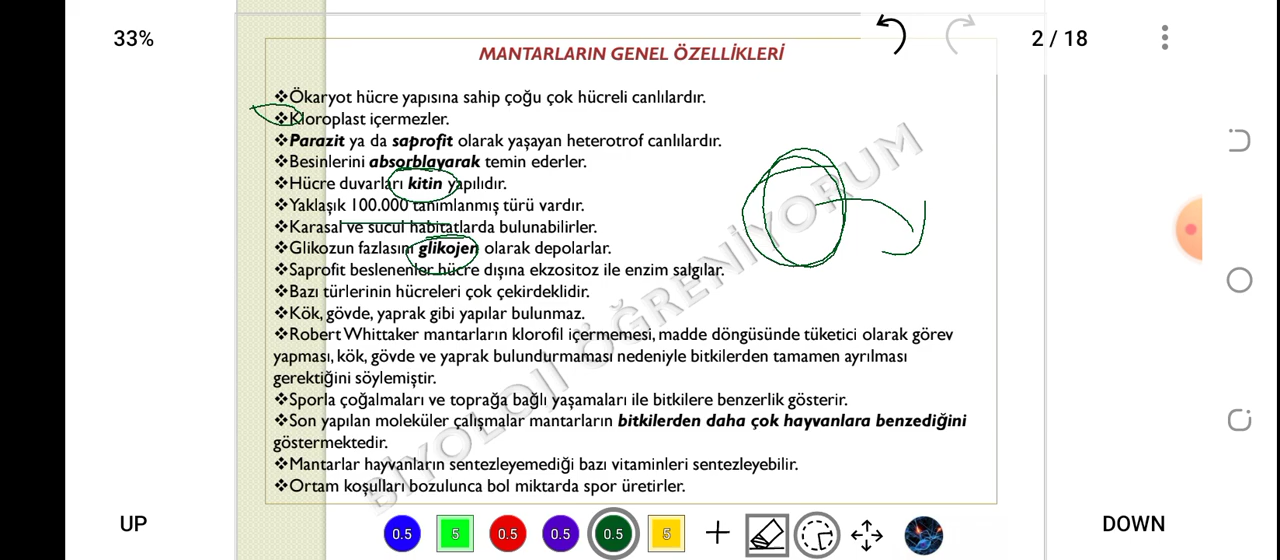 33%
2 / 18
MANTARLARIN GENEL ÖZELLİKLERİ
❖Ökaryot hücre yapısına sahip çoğu çok hücreli canlılardır.
❖Kloroplast içermezler.
❖Parazit ya da saprofit olarak yaşayan heterotrof canlılardır.
❖Besinlerini absorblayarak temin ederler.
❖Hücre duvarları kitin yapılıdır.
❖Yaklaşık 100.000 tanımlanmış türü vardır.
❖Karasal ve sucul habitatlarda bulunabilirler.
❖Glikozun fazlasını glikojen olarak depolarlar.
❖Saprofit beslenenler hücre dışına ekzositoz ile enzim salgılar.
❖Bazı türlerinin hücreleri çok çekirdeklidir.
❖Kök, gövde, yaprak gibi yapılar bulunmaz.
❖Robert Whittaker mantarların klorofil içermemesi, madde döngüsünde tüketici olarak görev
yapması, kök, gövde ve yaprak bulundurmaması nedeniyle bitkilerden tamamen ayrılması
gerektiğini söylemiştir.
❖Sporla çoğalmaları ve toprağa bağlı yaşamaları ile bitkilere benzerlik gösterir.
❖Son yapılan moleküler çalışmalar mantarların bitkilerden daha çok hayvanlara benzediğini
göstermektedir.
❖Mantarlar hayvanların sentezleyemediği bazı vitaminleri sentezleyebilir.
❖Ortam koşulları bozulunca bol miktarda spor üretirler.
BİYOLOJİ ÖĞRENİYORUM
UP
0.5 5 0.5 0.5 0.5 5
DOWN